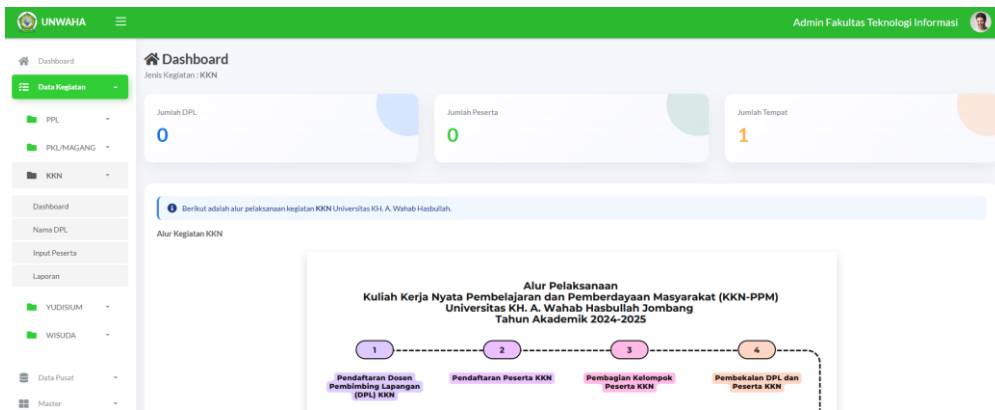 UNWAHA
Admin Fakultas Teknologi Informasi
Dashboard
Data Kegiatan
PPL
PKL/MAGANG
KKN
Dashboard
Nama DPL
Input Peserta
Laporan
YUDISIUM
WISUDA
Data Pusat
Master
Dashboard
Jenis Kegiatan : KKN
Jumlah DPL
0
Jumlah Peserta
0
Jumlah Tempat
1
Berikut adalah alur pelaksanaan kegiatan KKN Universitas KH. A. Wahab Hasbullah.
Alur Kegiatan KKN
Alur Pelaksanaan
Kuliah Kerja Nyata Pembelajaran dan Pemberdayaan Masyarakat (KKN-PPM)
Universitas KH. A. Wahab Hasbullah Jombang
Tahun Akademik 2024-2025
1
2
3
4
Pendaftaran Dosen
Pembimbing Lapangan
(DPL) KKN
Pendaftaran Peserta KKN
Pembagian Kelompok
Peserta KKN
Pembekalan DPL dan
Peserta KKN